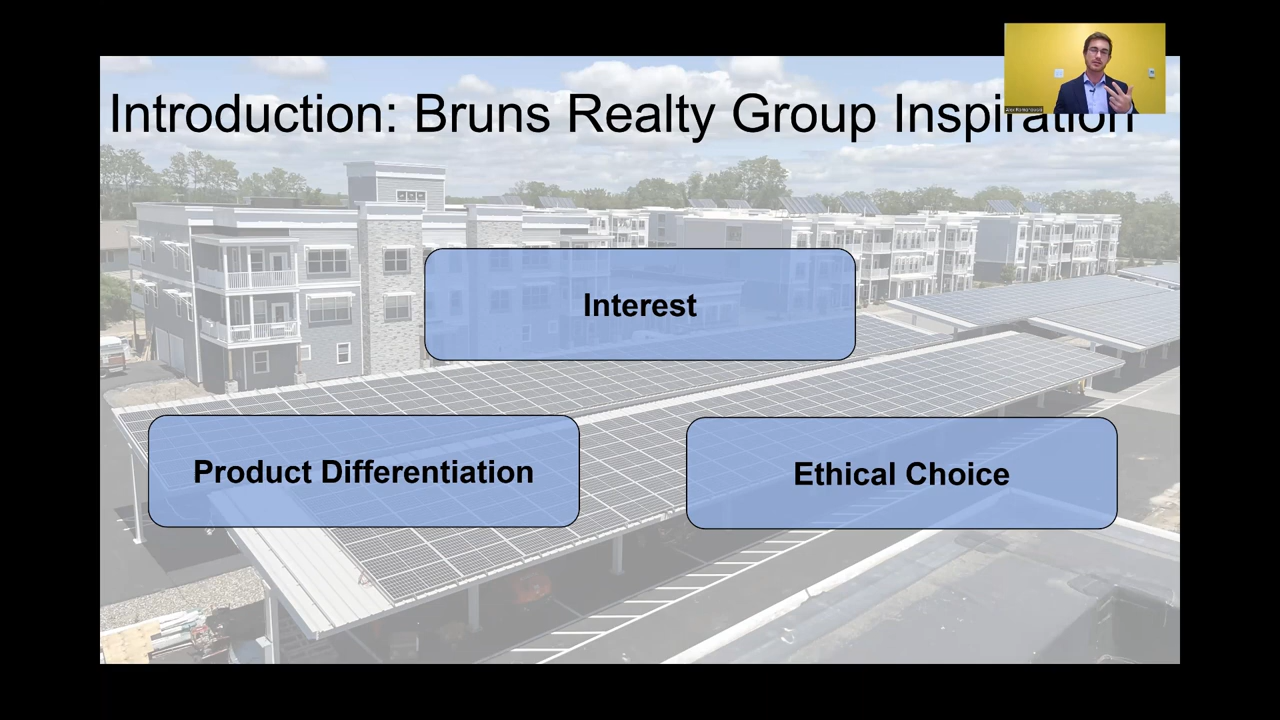 Introduction: Bruns Realty Group Inspiration
Interest
Product Differentiation
Ethical Choice